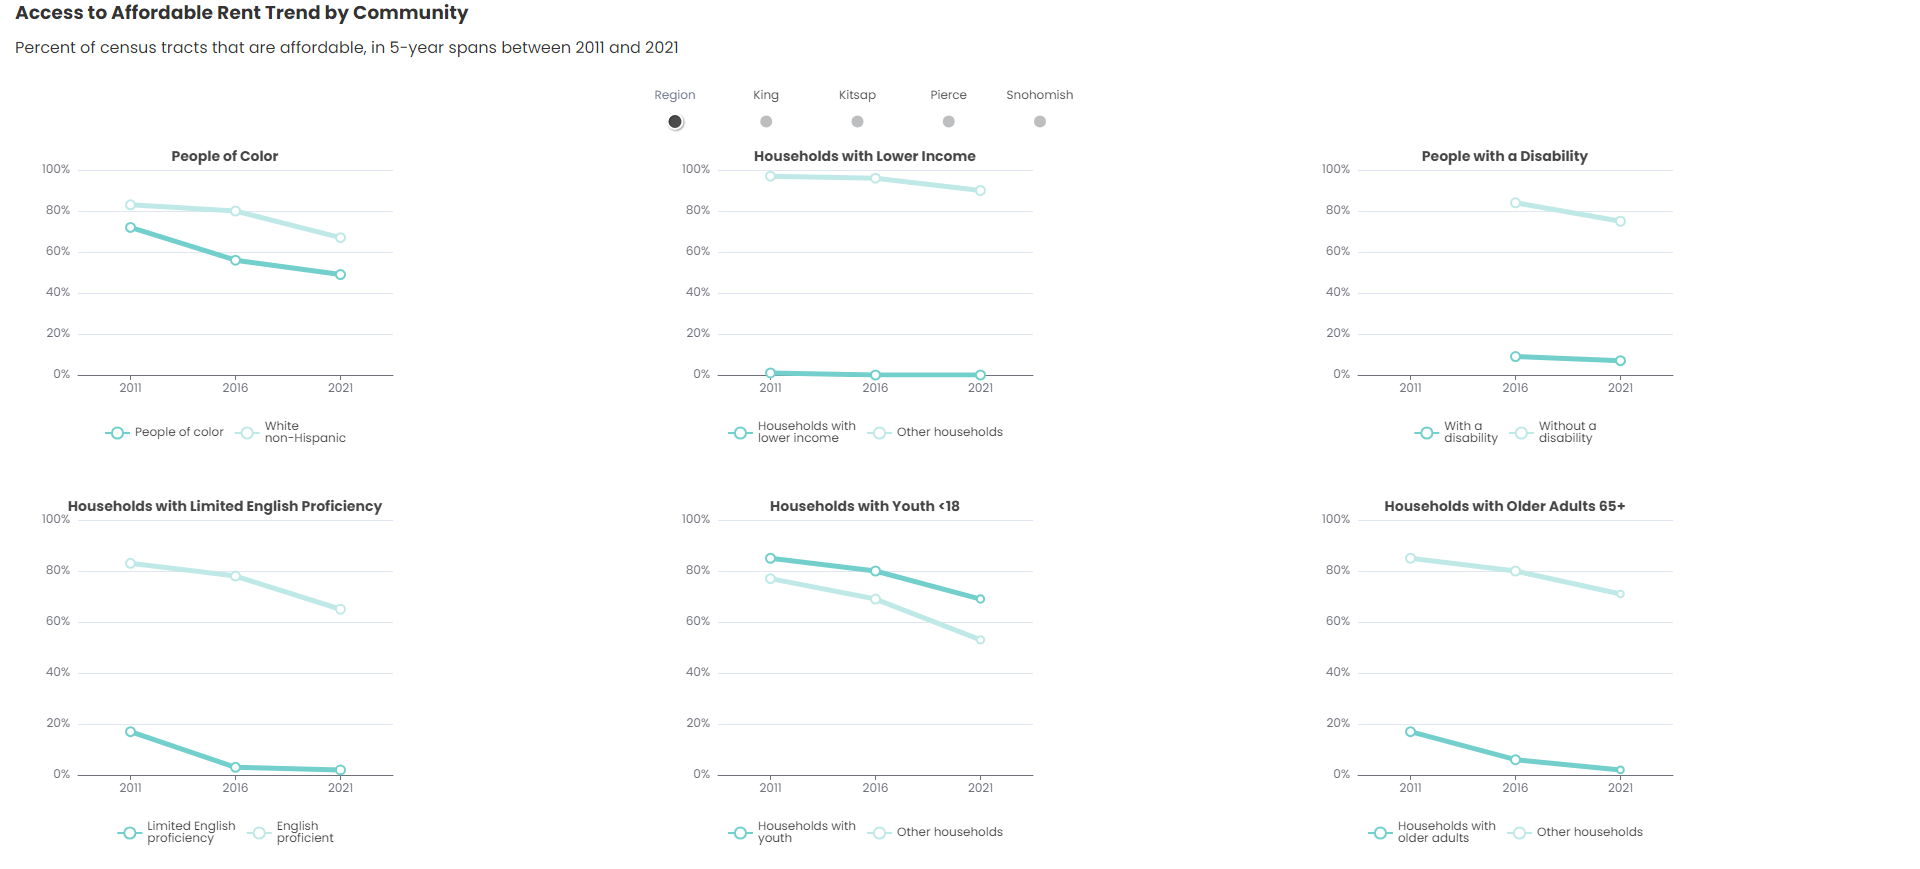 Access to Affordable Rent Trend by Community
Percent of census tracts that are affordable, in 5-year spans between 2011 and 2021
Region King Kitsap Pierce Snohomish
People of Color
100%
80%
60%
40%
20%
0%
2011 2016 2021
People of color
White
non-Hispanic
Households with Lower Income
100%
80%
60%
40%
20%
0%
2011 2016 2021
Households with
lower income
Other households
People with a Disability
100%
80%
60%
40%
20%
0%
2011 2016 2021
With a
disability
Without a
disability
Households with Limited English Proficiency
100%
80%
60%
40%
20%
0%
2011 2016 2021
Limited English
proficiency
English
proficient
Households with Youth <18
100%
80%
60%
40%
20%
0%
2011 2016 2021
Households with
youth
Other households
Households with Older Adults 65+
100%
80%
60%
40%
20%
0%
2011 2016 2021
Households with
older adults
Other households